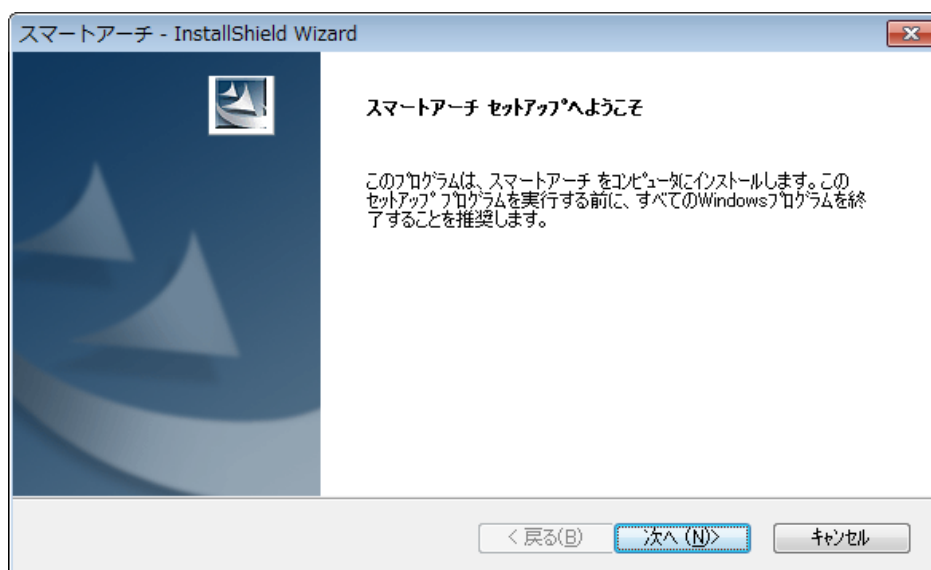 スマートアーチ - InstallShield Wizard
スマートアーチ ｾｯﾄｱｯﾌﾟへようこそ
このﾌﾟﾛｸﾞﾗﾑは、スマートアーチ をｺﾝﾋﾟｭｰﾀにｲﾝｽﾄｰﾙします。この
ｾｯﾄｱｯﾌﾟ ﾌﾟﾛｸﾞﾗﾑを実行する前に、すべてのWindowsﾌﾟﾛｸﾞﾗﾑを終
了することを推奨します。
< 戻る(B)
次へ (N)>
ｷｬﾝｾﾙ